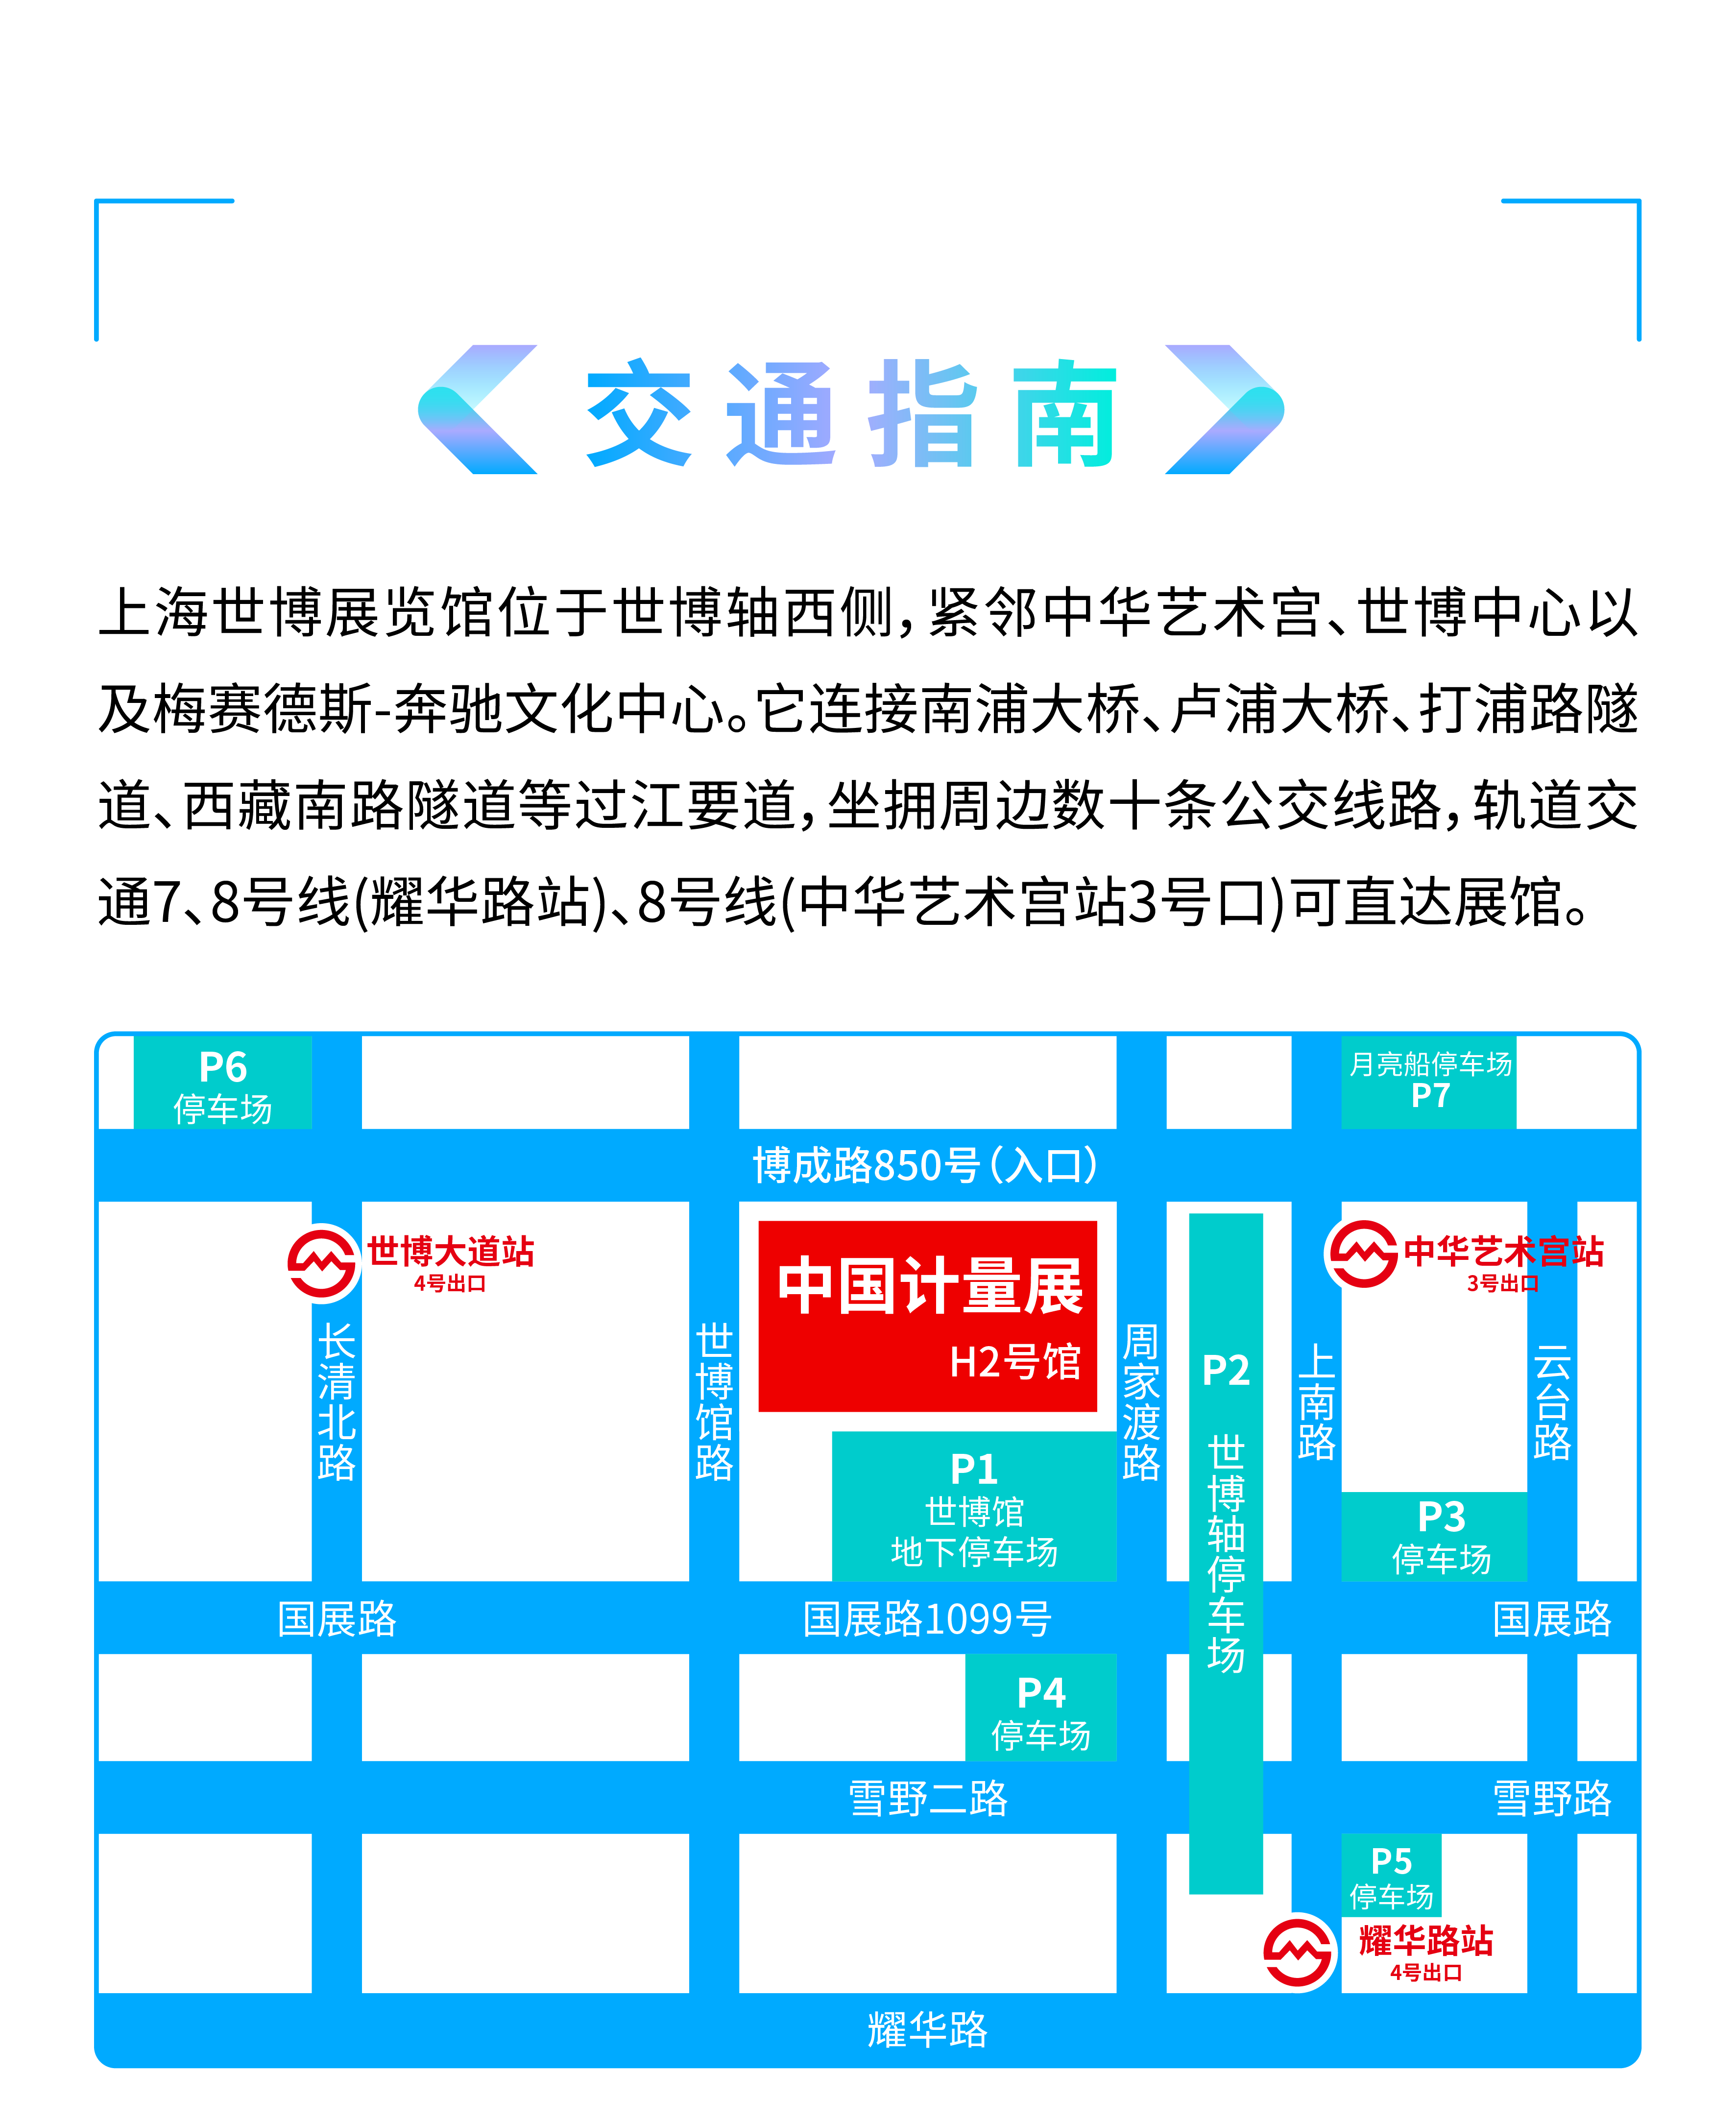 交通指南
上海世博展览馆位于世博轴西侧，紧邻中华艺术宫、世博中心以
及梅赛德斯-奔驰文化中心。它连接南浦大桥、卢浦大桥、打浦路隧
道、西藏南路隧道等过江要道，坐拥周边数十条公交线路，轨道交
通7、8号线(耀华路站)、8号线(中华艺术宫站3号口)可直达展馆。
P6
停车场
月亮船停车场
P7
博成路850号（入口）
世博大道站
4号出口
中国计量展
H2号馆
中华艺术宫站
3号出口
长清北路
世博馆路
周家渡路
P2
世博轴停车场
上南路
云台路
P1
世博馆
地下停车场
P3
停车场
国展路
国展路1099号
国展路
P4
停车场
雪野二路
雪野路
P5
停车场
耀华路站
4号出口
耀华路